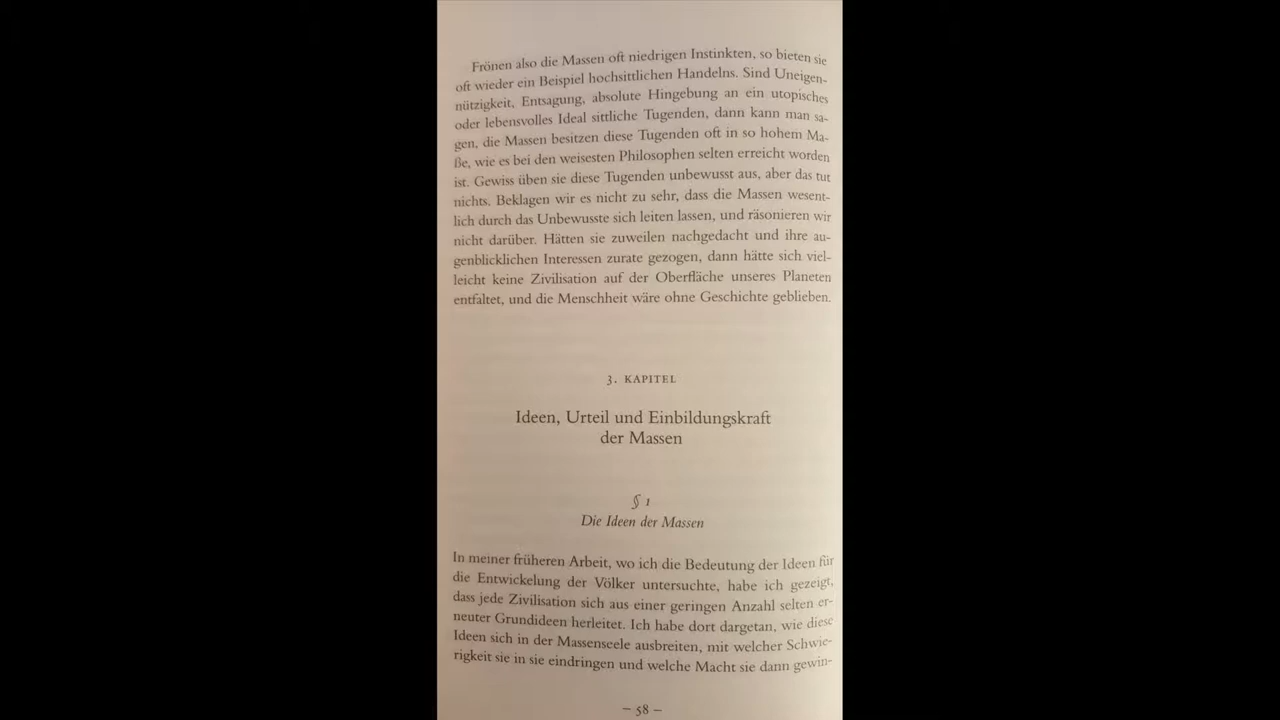 Frönen also die Massen oft niedrigen Instinkten, so bieten sie
oft wieder ein Beispiel hochsittlichen Handelns. Sind Uneigen-
nützigkeit, Entsagung, absolute Hingebung an ein utopisches
oder lebensvolles Ideal sittliche Tugenden, dann kann man sa-
gen, die Massen besitzen diese Tugenden oft in so hohem Ma-
ße, wie es bei den weisesten Philosophen selten erreicht worden
ist. Gewiss üben sie diese Tugenden unbewusst aus, aber das tut
nichts. Beklagen wir es nicht zu sehr, dass die Massen wesent-
lich durch das Unbewusste sich leiten lassen, und räsonieren wir
nicht darüber. Hätten sie zuweilen nachgedacht und ihre au-
genblicklichen Interessen zurate gezogen, dann hätte sich viel-
leicht keine Zivilisation auf der Oberfläche unseres Planeten
entfaltet, und die Menschheit wäre ohne Geschichte geblieben.
3. KAPITEL
Ideen, Urteil und Einbildungskraft
der Massen
§ 1
Die Ideen der Massen
In meiner früheren Arbeit, wo ich die Bedeutung der Ideen für
die Entwickelung der Völker untersuchte, habe ich gezeigt,
dass jede Zivilisation sich aus einer geringen Anzahl selten er-
neuter Grundideen herleitet. Ich habe dort dargetan, wie diese
Ideen sich in der Massenseele ausbreiten, mit welcher Schwie-
rigkeit sie in sie eindringen und welche Macht sie dann gewin-
– 58 –